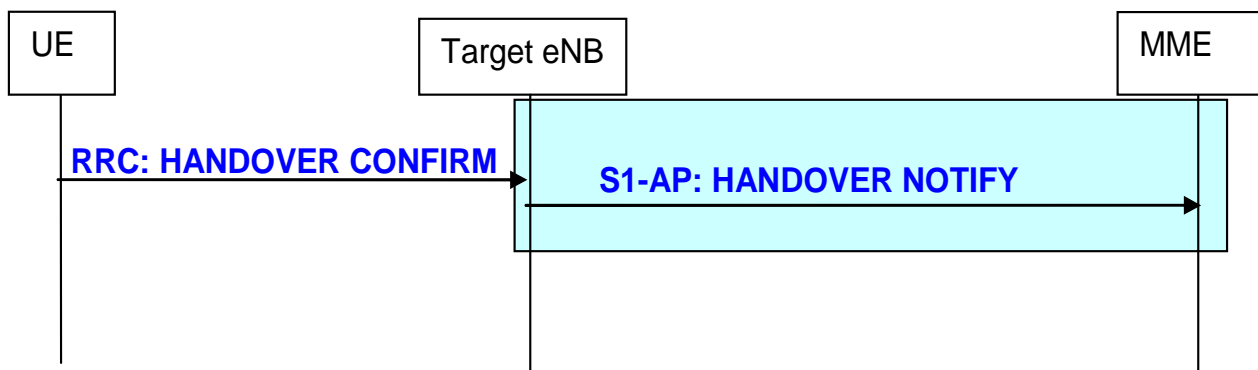 UE
Target eNB
MME
RRC: HANDOVER CONFIRM
S1-AP: HANDOVER NOTIFY